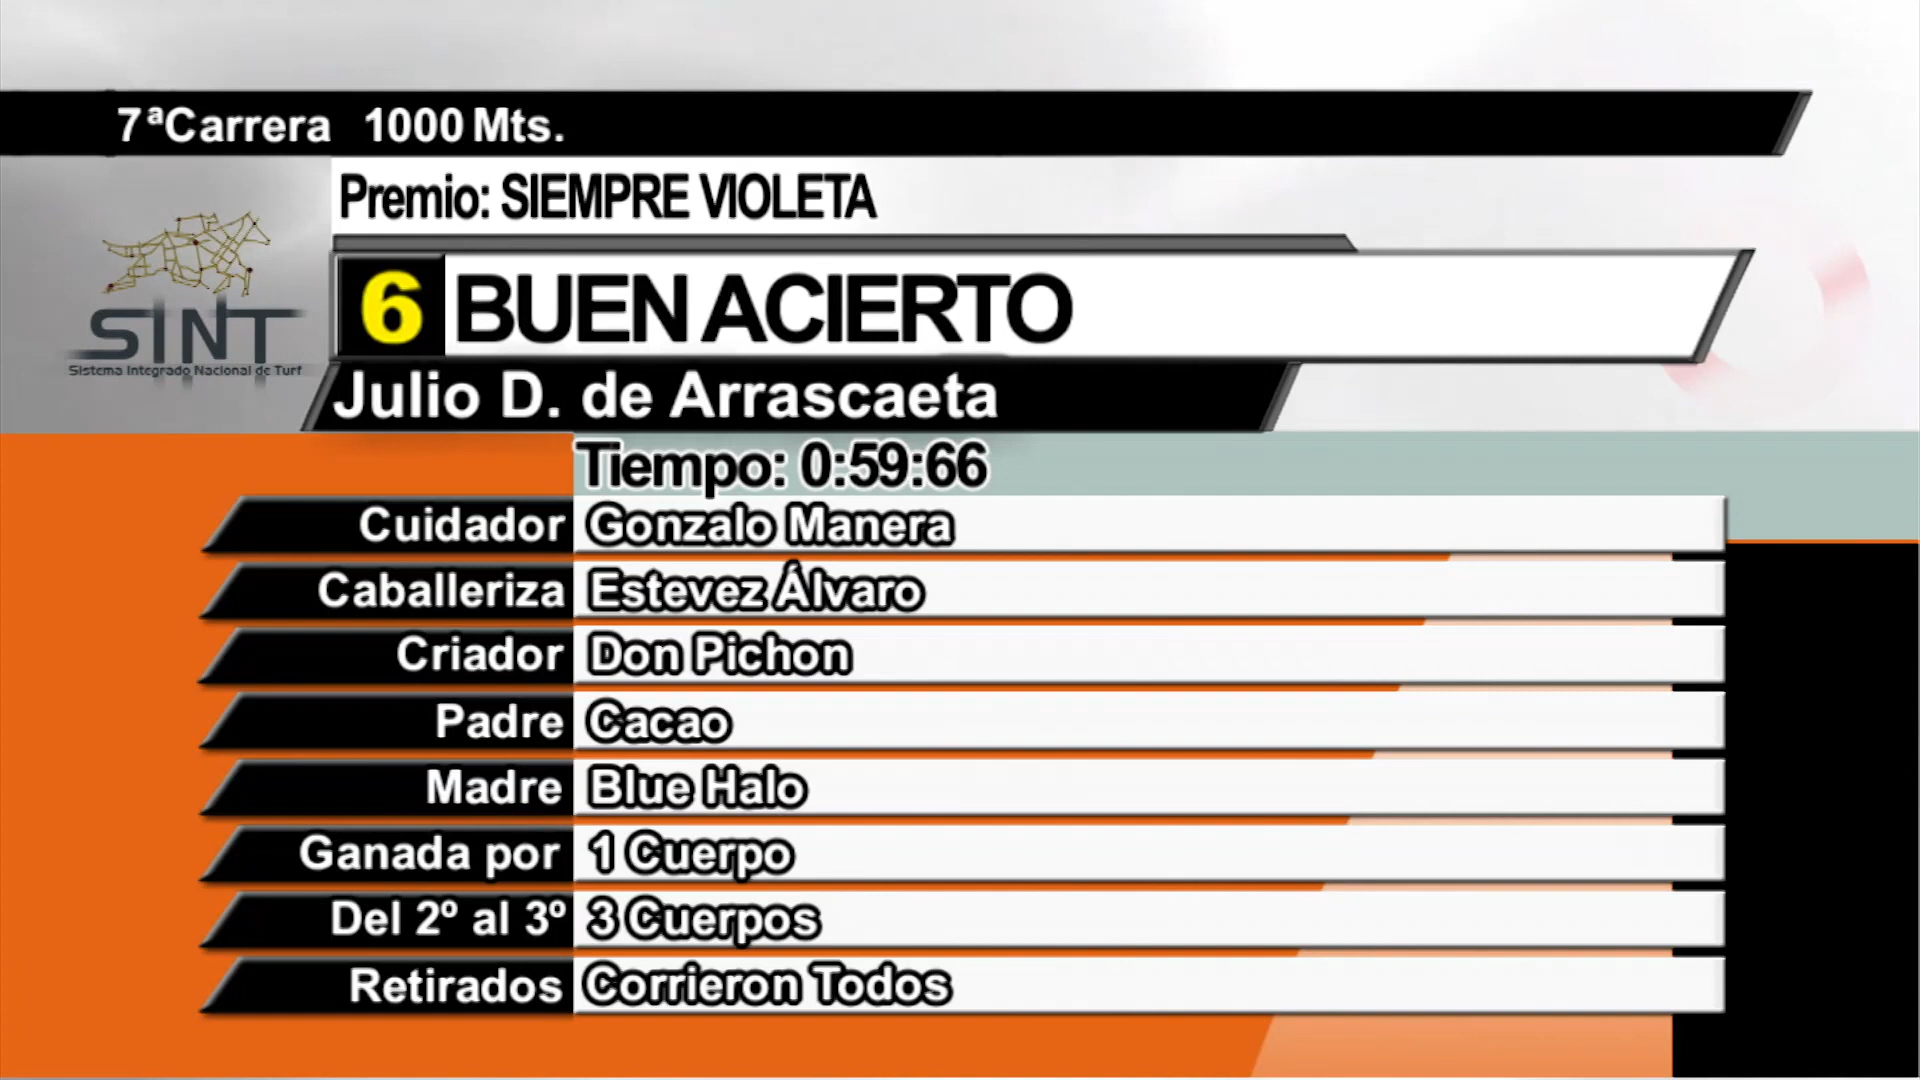 7ªCarrera 1000 Mts.
Premio: SIEMPRE VIOLETA
6 BUEN ACIERTO
SINT
Sistema Integrado Nacional de Turf
Julio D. de Arrascaeta
Tiempo: 0:59:66
Cuidador Gonzalo Manera
Caballeriza Estevez Álvaro
Criador Don Pichon
Padre Cacao
Madre Blue Halo
Ganada por 1 Cuerpo
Del 2º al 3º 3 Cuerpos
Retirados Corrieron Todos